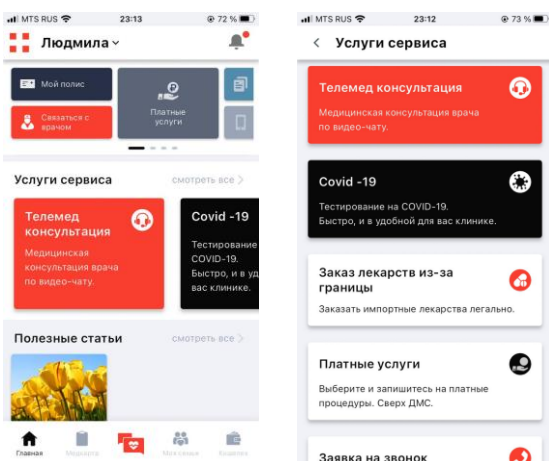 MTS RUS 23:13 72 %
Людмила
Мой полис
Связаться с
врачом
Платные
услуги
Услуги сервиса смотреть все >
Телемед
консультация
Медицинская
консультация врача
по видео-чату.
Covid -19
Тестирование
COVID-19.
Быстро, и в уд
вас клинике.
Полезные статьи смотреть все >
Главная Медкарта Моя семья Кошелек
MTS RUS 23:12 73 %
< Услуги сервиса
Телемед консультация
Медицинская консультация врача
по видео-чату.
Covid -19
Тестирование на COVID-19.
Быстро, и в удобной для вас клинике.
Заказ лекарств из-за
границы
Заказать импортные лекарства легально.
Платные услуги
Выберите и запишитесь на платные
процедуры. Сверх ДМС.
Заявка на звонок